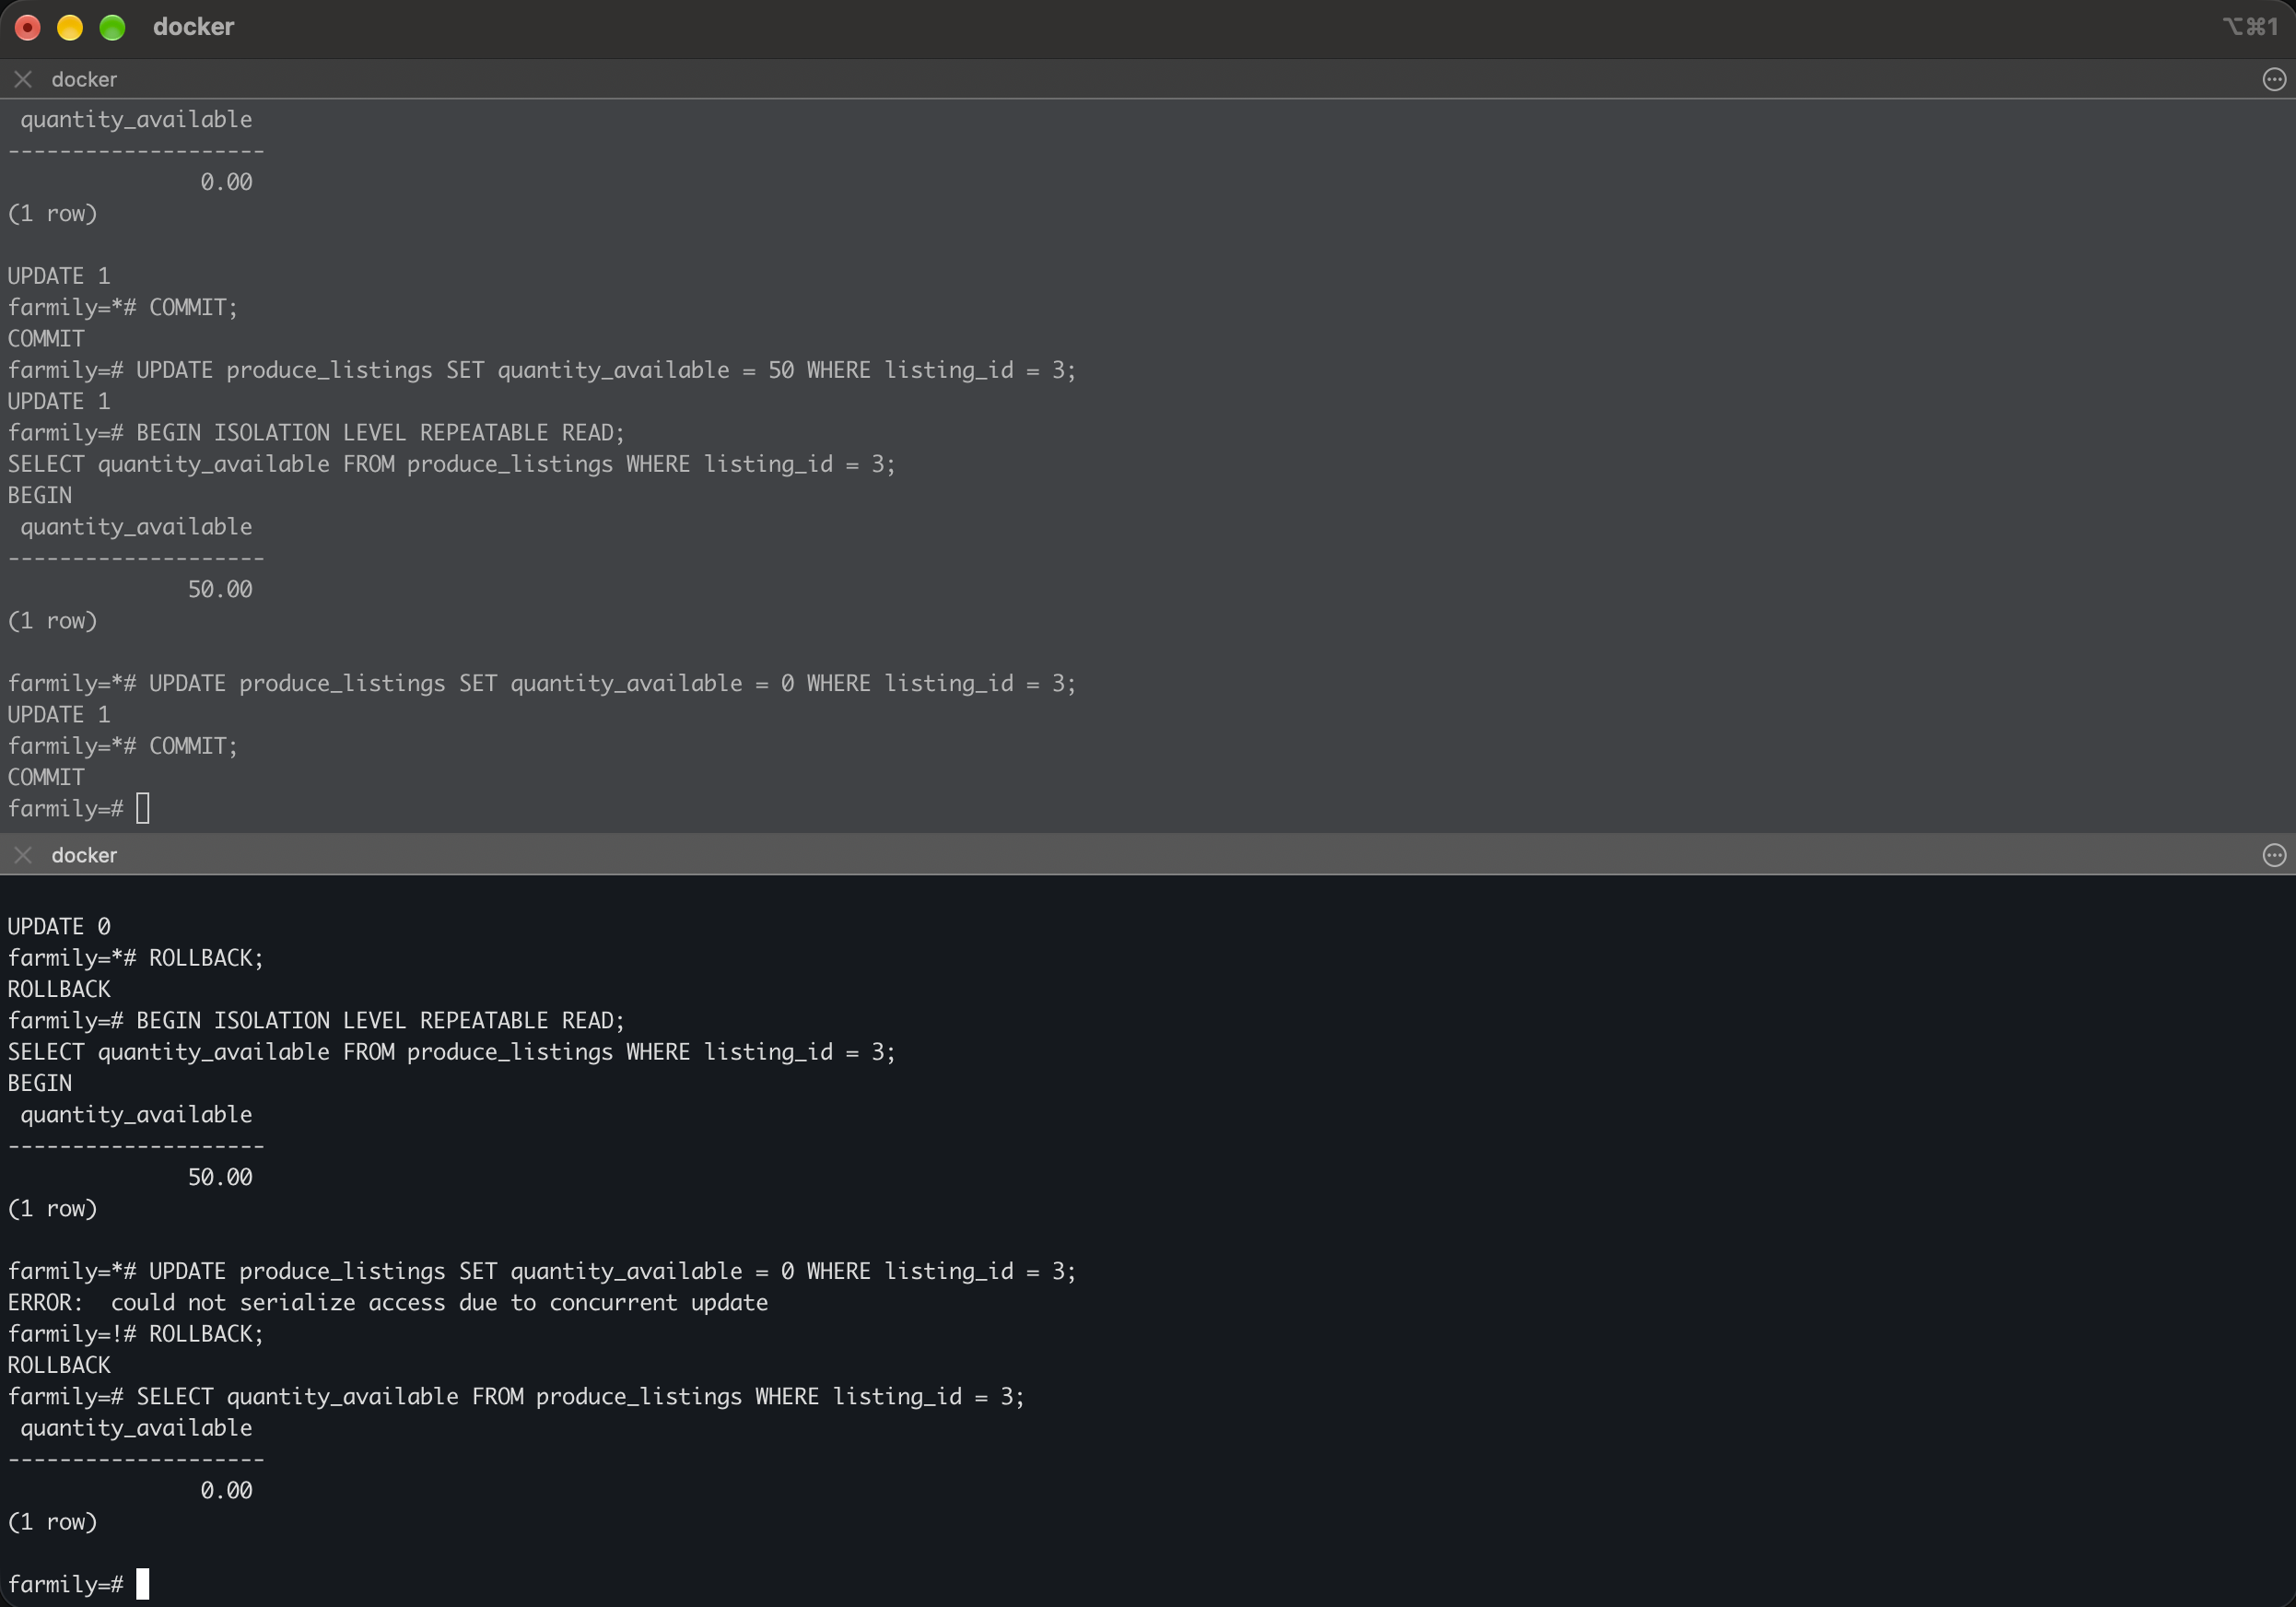 docker
⌥⌘1
docker
 quantity_available
--------------------
               0.00
(1 row)

UPDATE 1
farmily=*# COMMIT;
COMMIT
farmily=# UPDATE produce_listings SET quantity_available = 50 WHERE listing_id = 3;
UPDATE 1
farmily=# BEGIN ISOLATION LEVEL REPEATABLE READ;
SELECT quantity_available FROM produce_listings WHERE listing_id = 3;
BEGIN
 quantity_available
--------------------
              50.00
(1 row)

farmily=*# UPDATE produce_listings SET quantity_available = 0 WHERE listing_id = 3;
UPDATE 1
farmily=*# COMMIT;
COMMIT
farmily=#
docker

UPDATE 0
farmily=*# ROLLBACK;
ROLLBACK
farmily=# BEGIN ISOLATION LEVEL REPEATABLE READ;
SELECT quantity_available FROM produce_listings WHERE listing_id = 3;
BEGIN
 quantity_available
--------------------
              50.00
(1 row)

farmily=*# UPDATE produce_listings SET quantity_available = 0 WHERE listing_id = 3;
ERROR:  could not serialize access due to concurrent update
farmily=!# ROLLBACK;
ROLLBACK
farmily=# SELECT quantity_available FROM produce_listings WHERE listing_id = 3;
 quantity_available
--------------------
               0.00
(1 row)

farmily=#